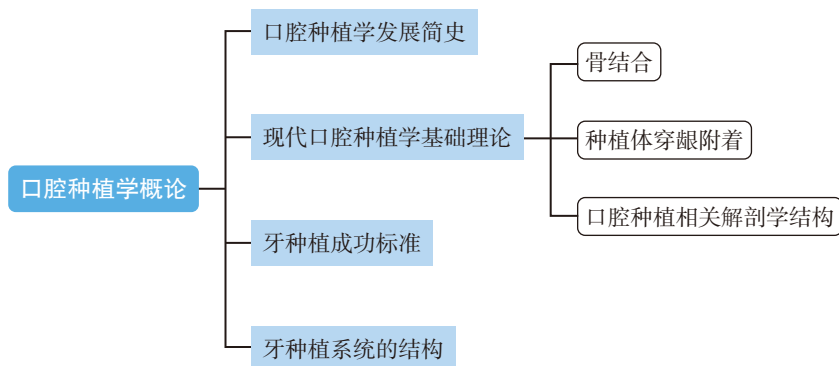 口腔种植学概论
口腔种植学发展简史
现代口腔种植学基础理论
骨结合
种植体穿龈附着
口腔种植相关解剖学结构
牙种植成功标准
牙种植系统的结构